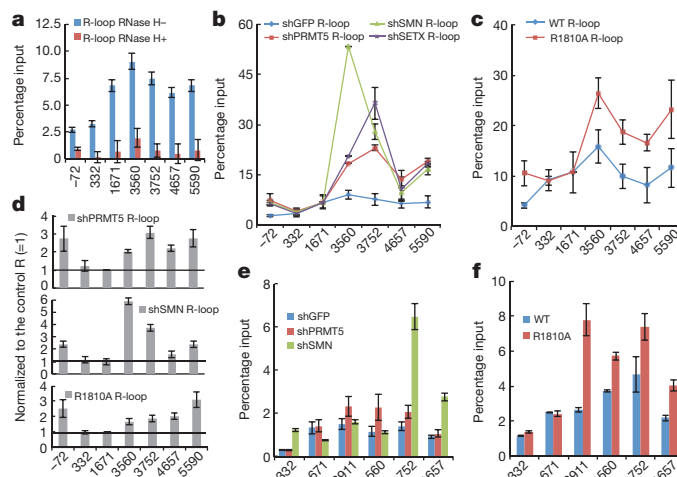 a
R-loop RNase H−
R-loop RNase H+
Percentage input
12.5
10.0
7.5
5.0
2.5
0
−72
332
1671
3560
3752
4657
5590
b
shGFP R-loop
shPRMT5 R-loop
shSMN R-loop
shSETX R-loop
Percentage input
60
45
30
15
0
−72
332
1671
3560
3752
4657
5590
c
WT R-loop
R1810A R-loop
Percentage input
40
30
20
10
0
−72
332
1671
3560
3752
4657
5590
d
Normalized to the control R (=1)
shPRMT5 R-loop
4
3
2
1
shSMN R-loop
6
5
4
3
2
1
0
R1810A R-loop
4
3
2
1
0
−72
332
1671
3560
3752
4657
5590
e
shGFP
shPRMT5
shSMN
Percentage input
8
6
4
2
0
332
f
WT
R1810A
Percentage input
10
8
6
4
2
0
332